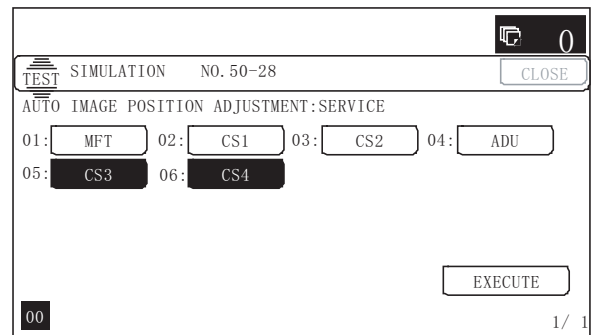 0
TEST SIMULATION NO.50-28 CLOSE
AUTO IMAGE POSITION ADJUSTMENT:SERVICE
01: MFT 02: CS1 03: CS2 04: ADU
05: CS3 06: CS4
EXECUTE
00 1/ 1